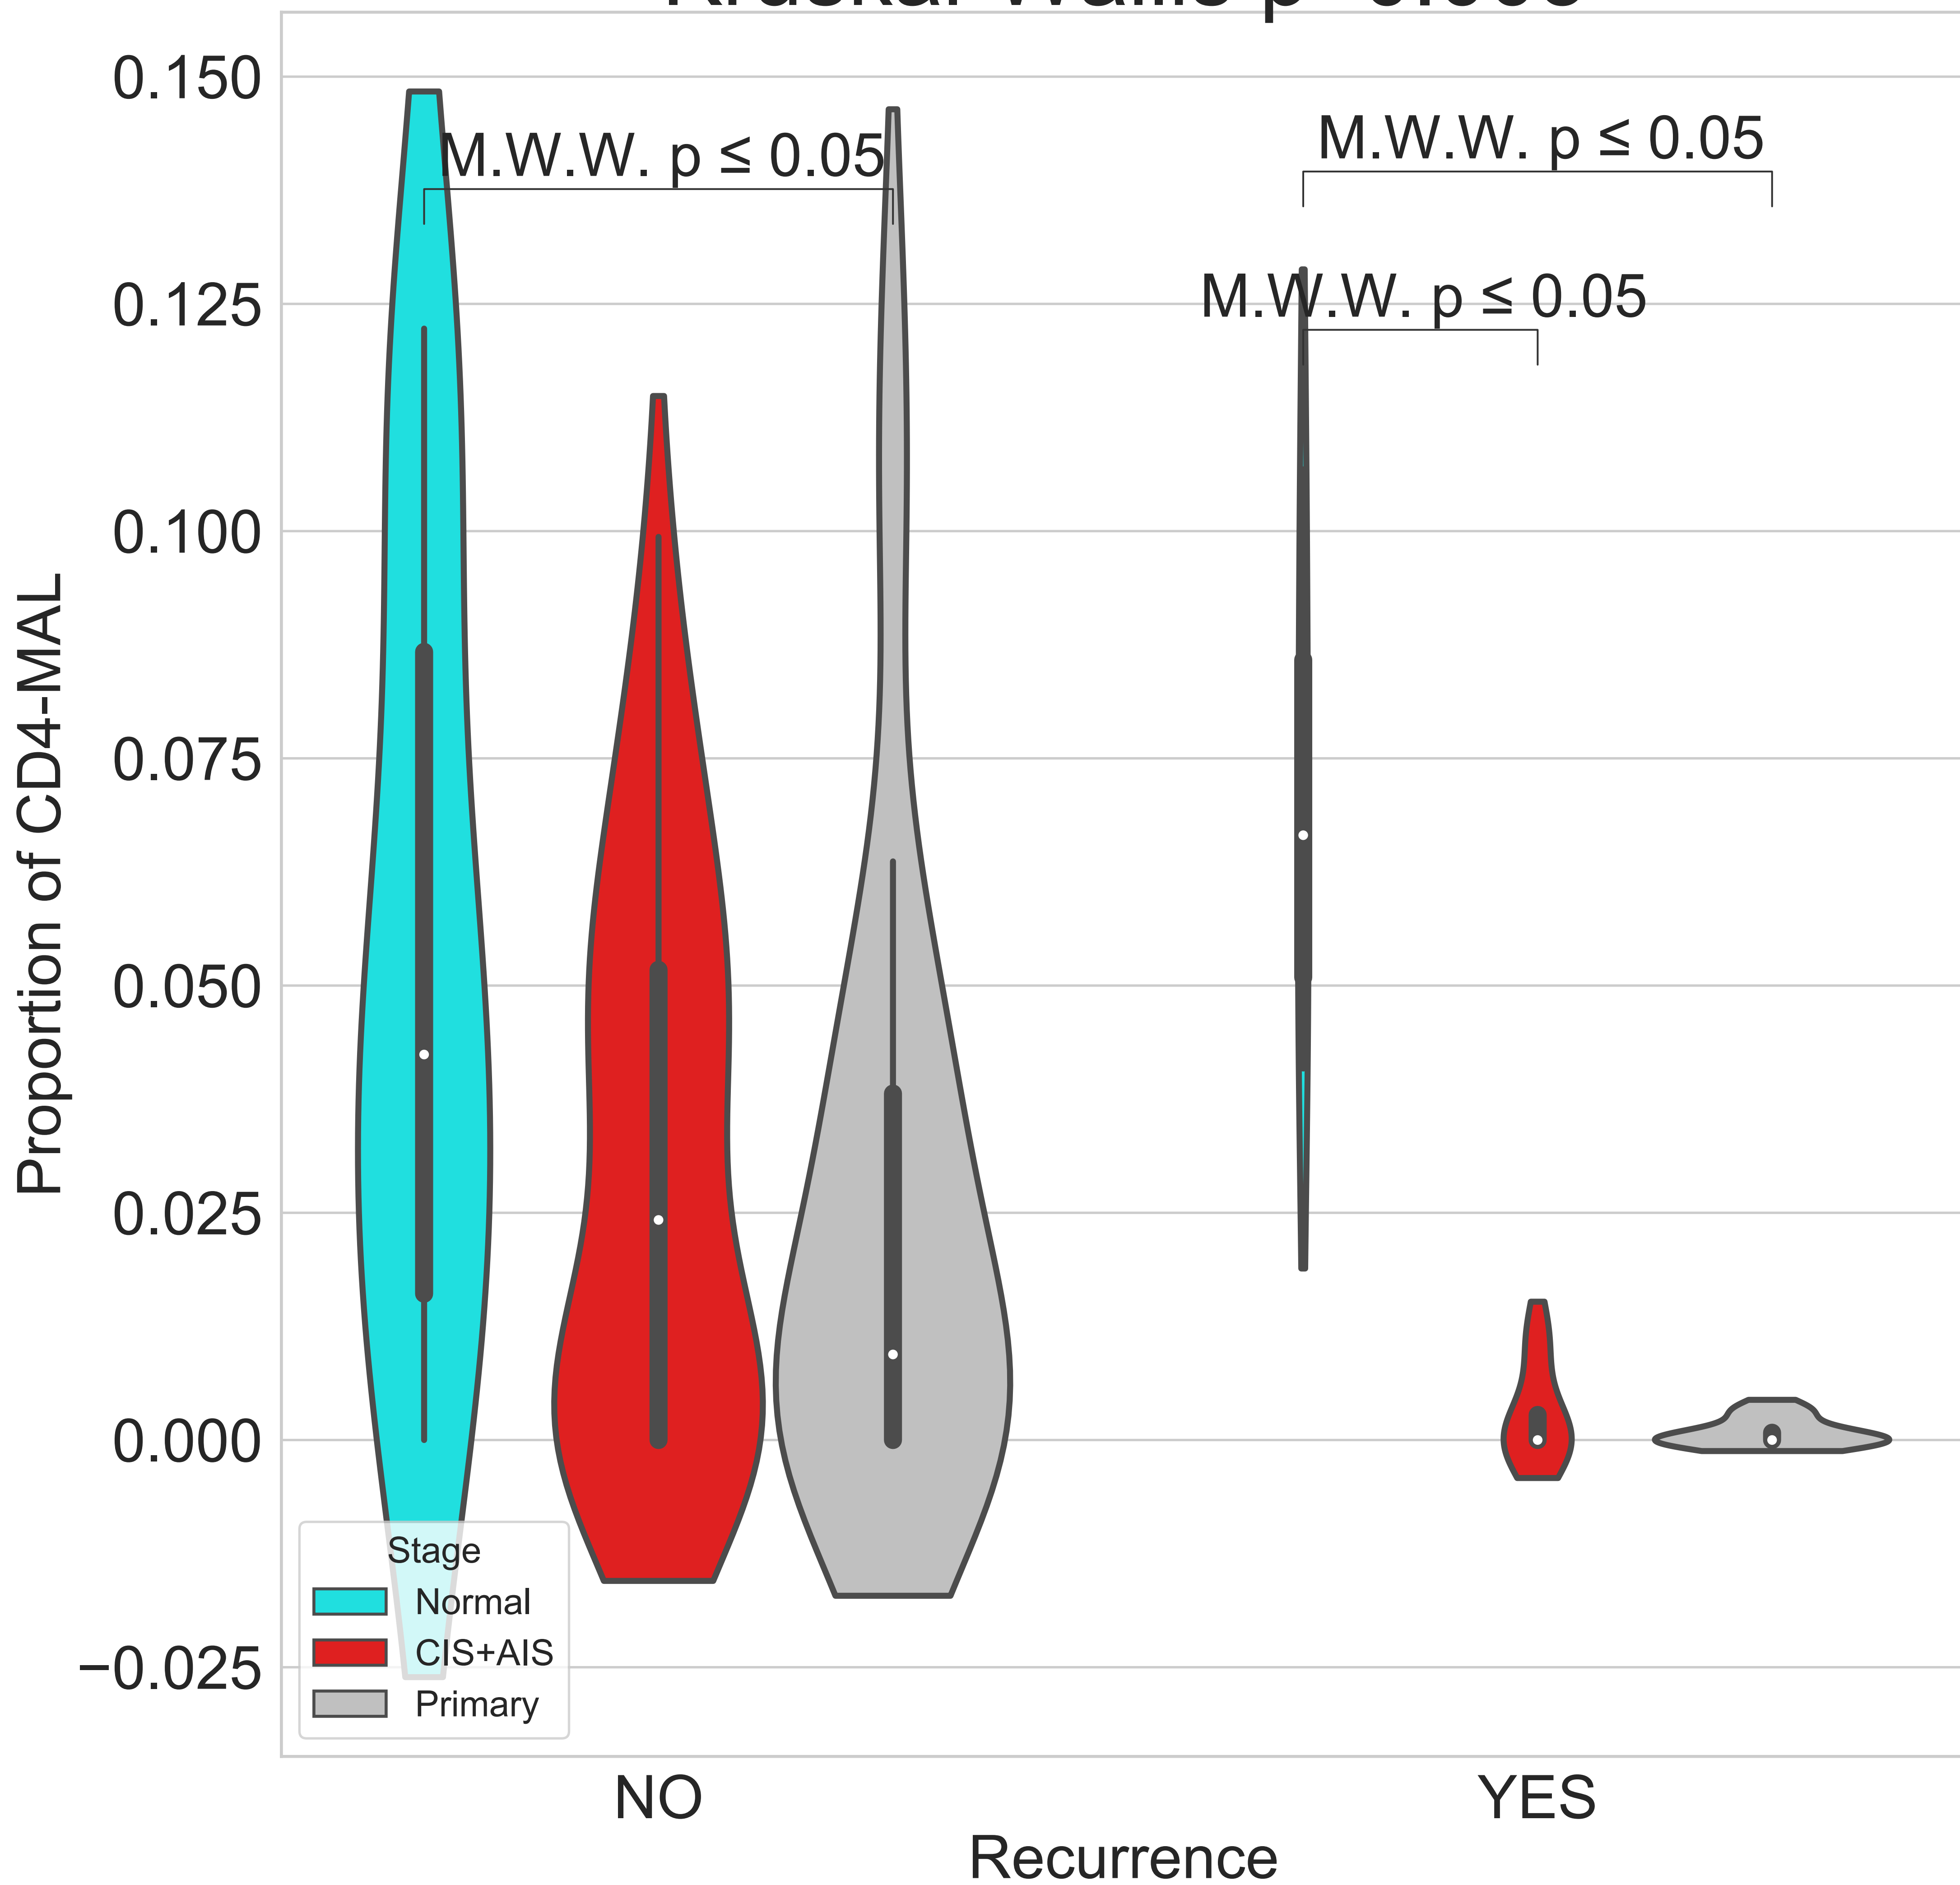 0.150
0.125
0.100
0.075
0.050
0.025
0.000
−0.025
Proportion of CD4-MAL
M.W.W. p ≤ 0.05
M.W.W. p ≤ 0.05
M.W.W. p ≤ 0.05
Stage
Normal
CIS+AIS
Primary
NO
YES
Recurrence